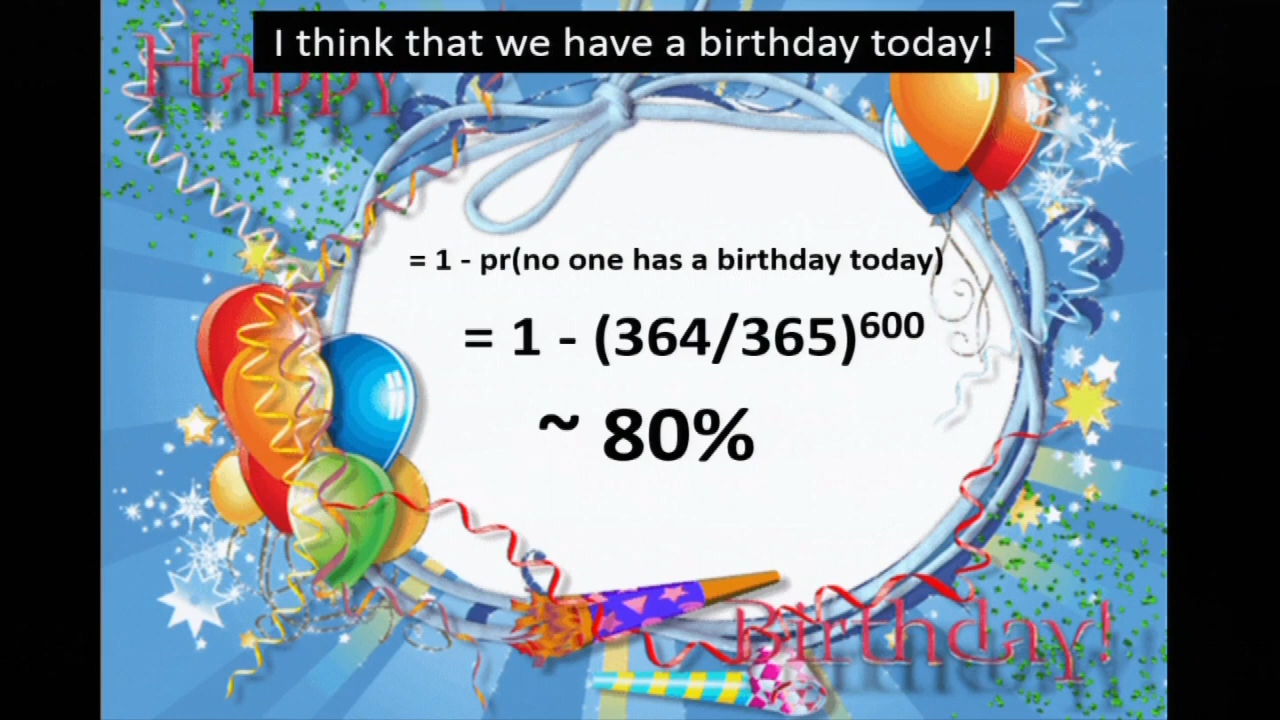 I think that we have a birthday today!
Happy
= 1 - pr(no one has a birthday today)
= 1 - (364/365)⁶⁰⁰
~ 80%
Birthday!